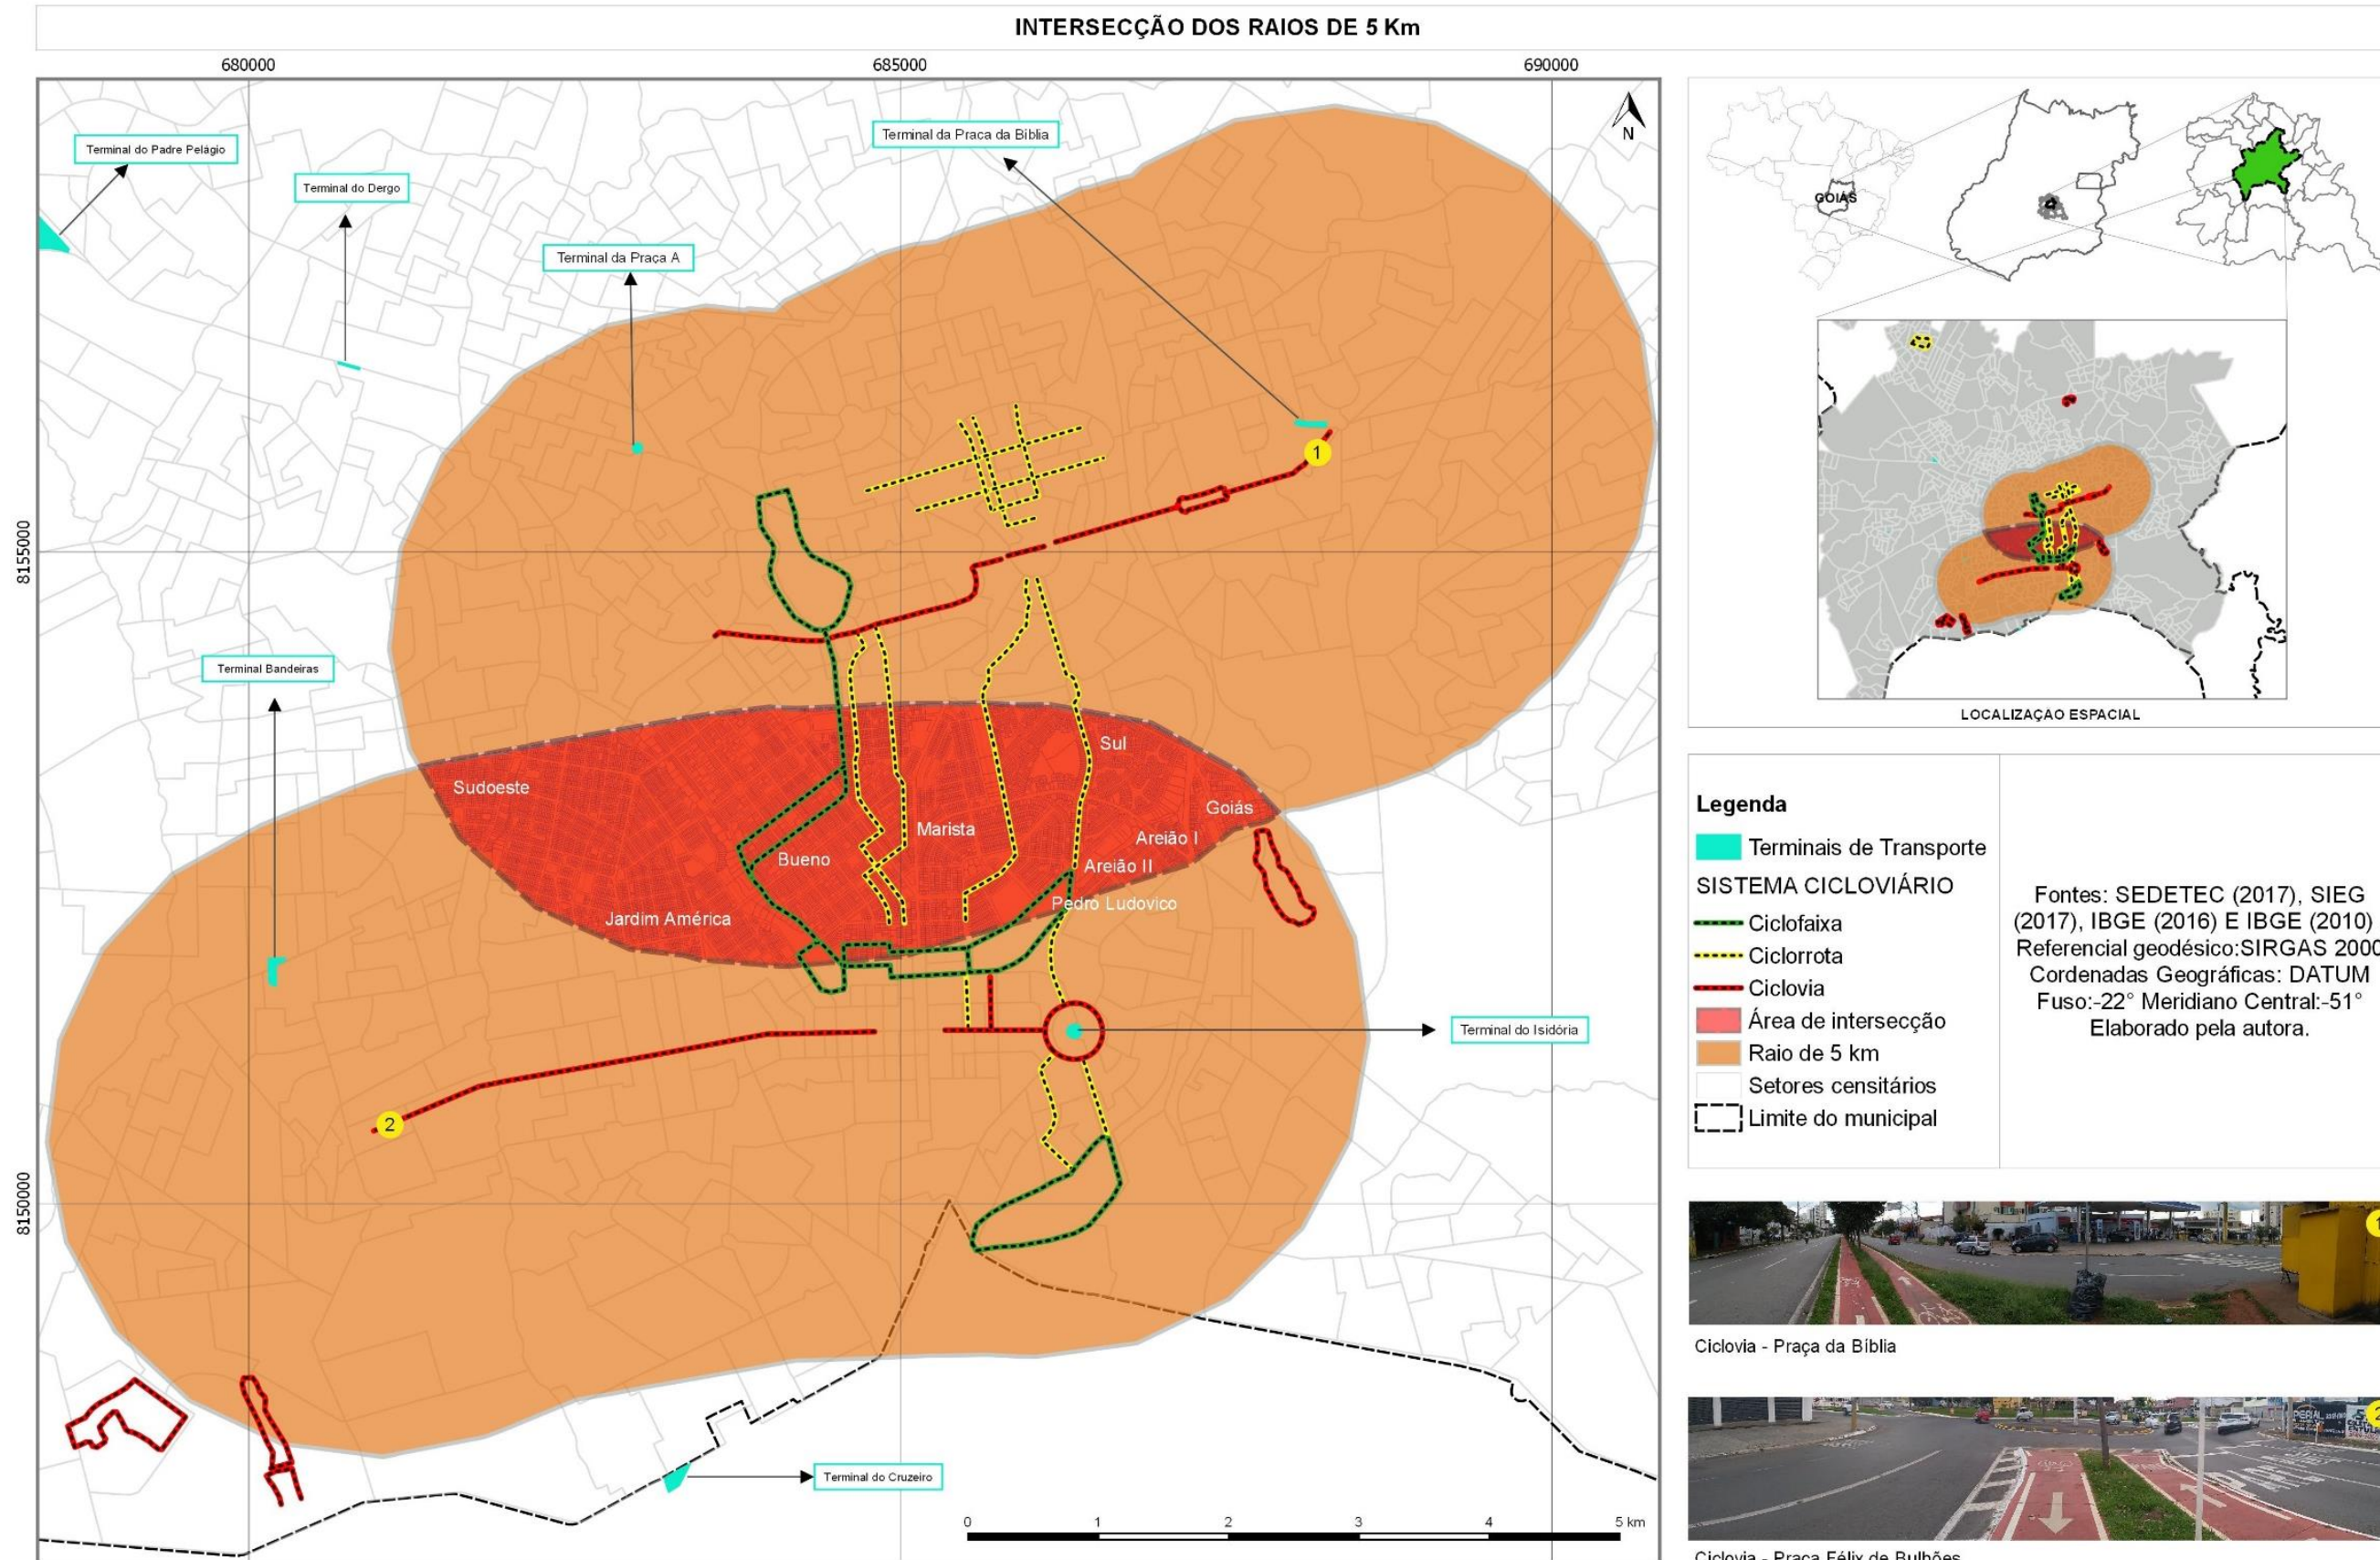 INTERSECÇÃO DOS RAIOS DE 5 Km
680000
685000
690000
8155000
8150000
Terminal do Padre Pelágio
Terminal do Dergo
Terminal da Praça A
Terminal da Praca da Bíblia
N
1
Terminal Bandeiras
Sudoeste
Sul
Goiás
Marista
Areião I
Bueno
Areião II
Pedro Ludovico
Jardim América
Terminal do Isidória
2
Terminal do Cruzeiro
0 1 2 3 4 5 km
GOIÁS
LOCALIZAÇÃO ESPACIAL
Legenda
Terminais de Transporte
SISTEMA CICLOVIÁRIO
Ciclofaixa
Ciclorrota
Ciclovia
Área de intersecção
Raio de 5 km
Setores censitários
Limite do municipal
Fontes: SEDETEC (2017), SIEG
(2017), IBGE (2016) E IBGE (2010)
Referencial geodésico:SIRGAS 2000
Cordenadas Geográficas: DATUM
Fuso:-22° Meridiano Central:-51°
Elaborado pela autora.
1
Ciclovia - Praça da Bíblia
2
Ciclovia - Praça Félix de Bulhões